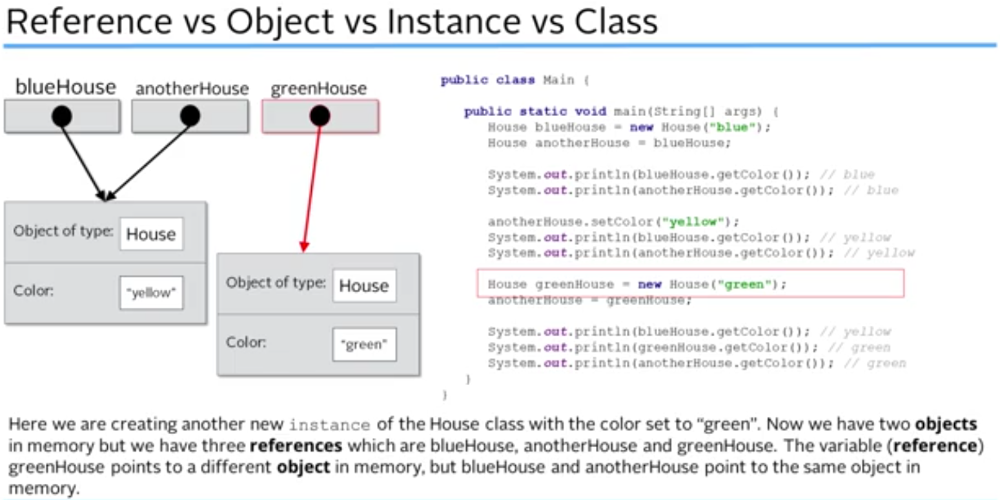 Reference vs Object vs Instance vs Class
blueHouse
anotherHouse
greenHouse
Object of type: House
Color: "yellow"
Object of type: House
Color: "green"
public class Main {
public static void main(String[] args) {
House blueHouse = new House("blue");
House anotherHouse = blueHouse;
System.out.println(blueHouse.getColor()); // blue
System.out.println(anotherHouse.getColor()); // blue
anotherHouse.setColor("yellow");
System.out.println(blueHouse.getColor()); // yellow
System.out.println(anotherHouse.getColor()); // yellow
House greenHouse = new House("green");
anotherHouse = greenHouse;
System.out.println(blueHouse.getColor()); // yellow
System.out.println(greenHouse.getColor()); // green
System.out.println(anotherHouse.getColor()); // green
}
}
Here we are creating another new instance of the House class with the color set to “green”. Now we have two objects
in memory but we have three references which are blueHouse, anotherHouse and greenHouse. The variable (reference)
greenHouse points to a different object in memory, but blueHouse and anotherHouse point to the same object in
memory.